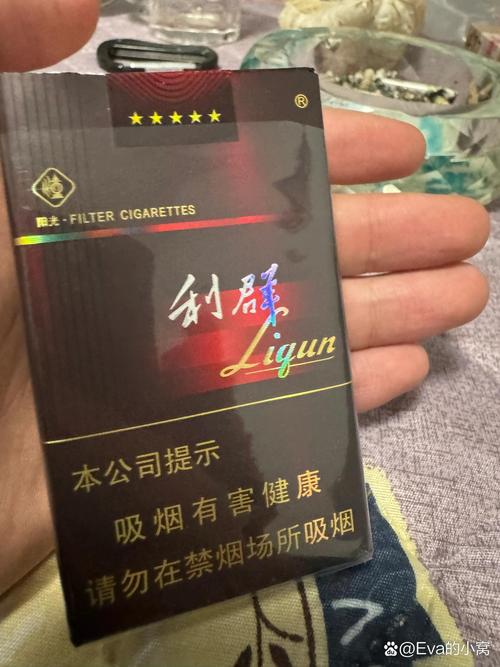 ★★★★★
®
阳光·FILTER CIGARETTES
利群
Liqun
本公司提示
吸烟有害健康
请勿在禁烟场所吸烟
7
@Eva的小窝